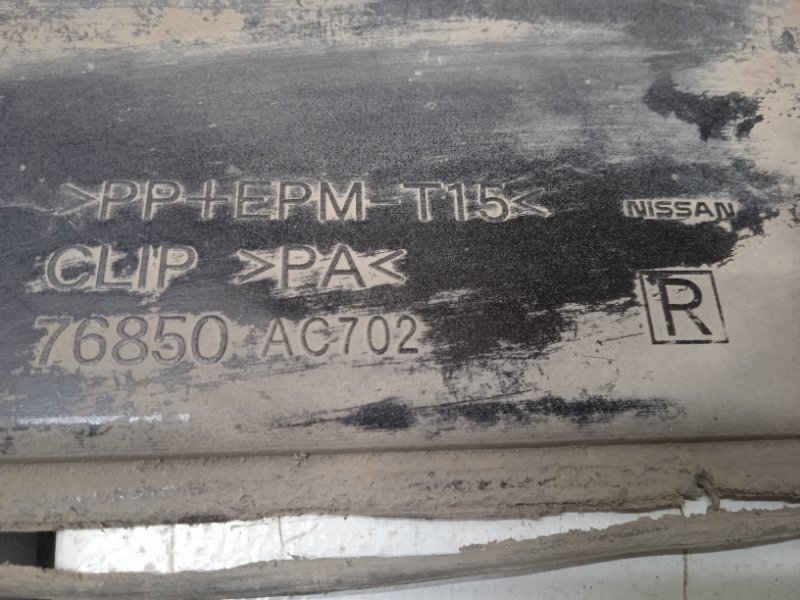 >PP+EPM-T15<
NISSAN
CLIP >PA<
R
76850 AC702